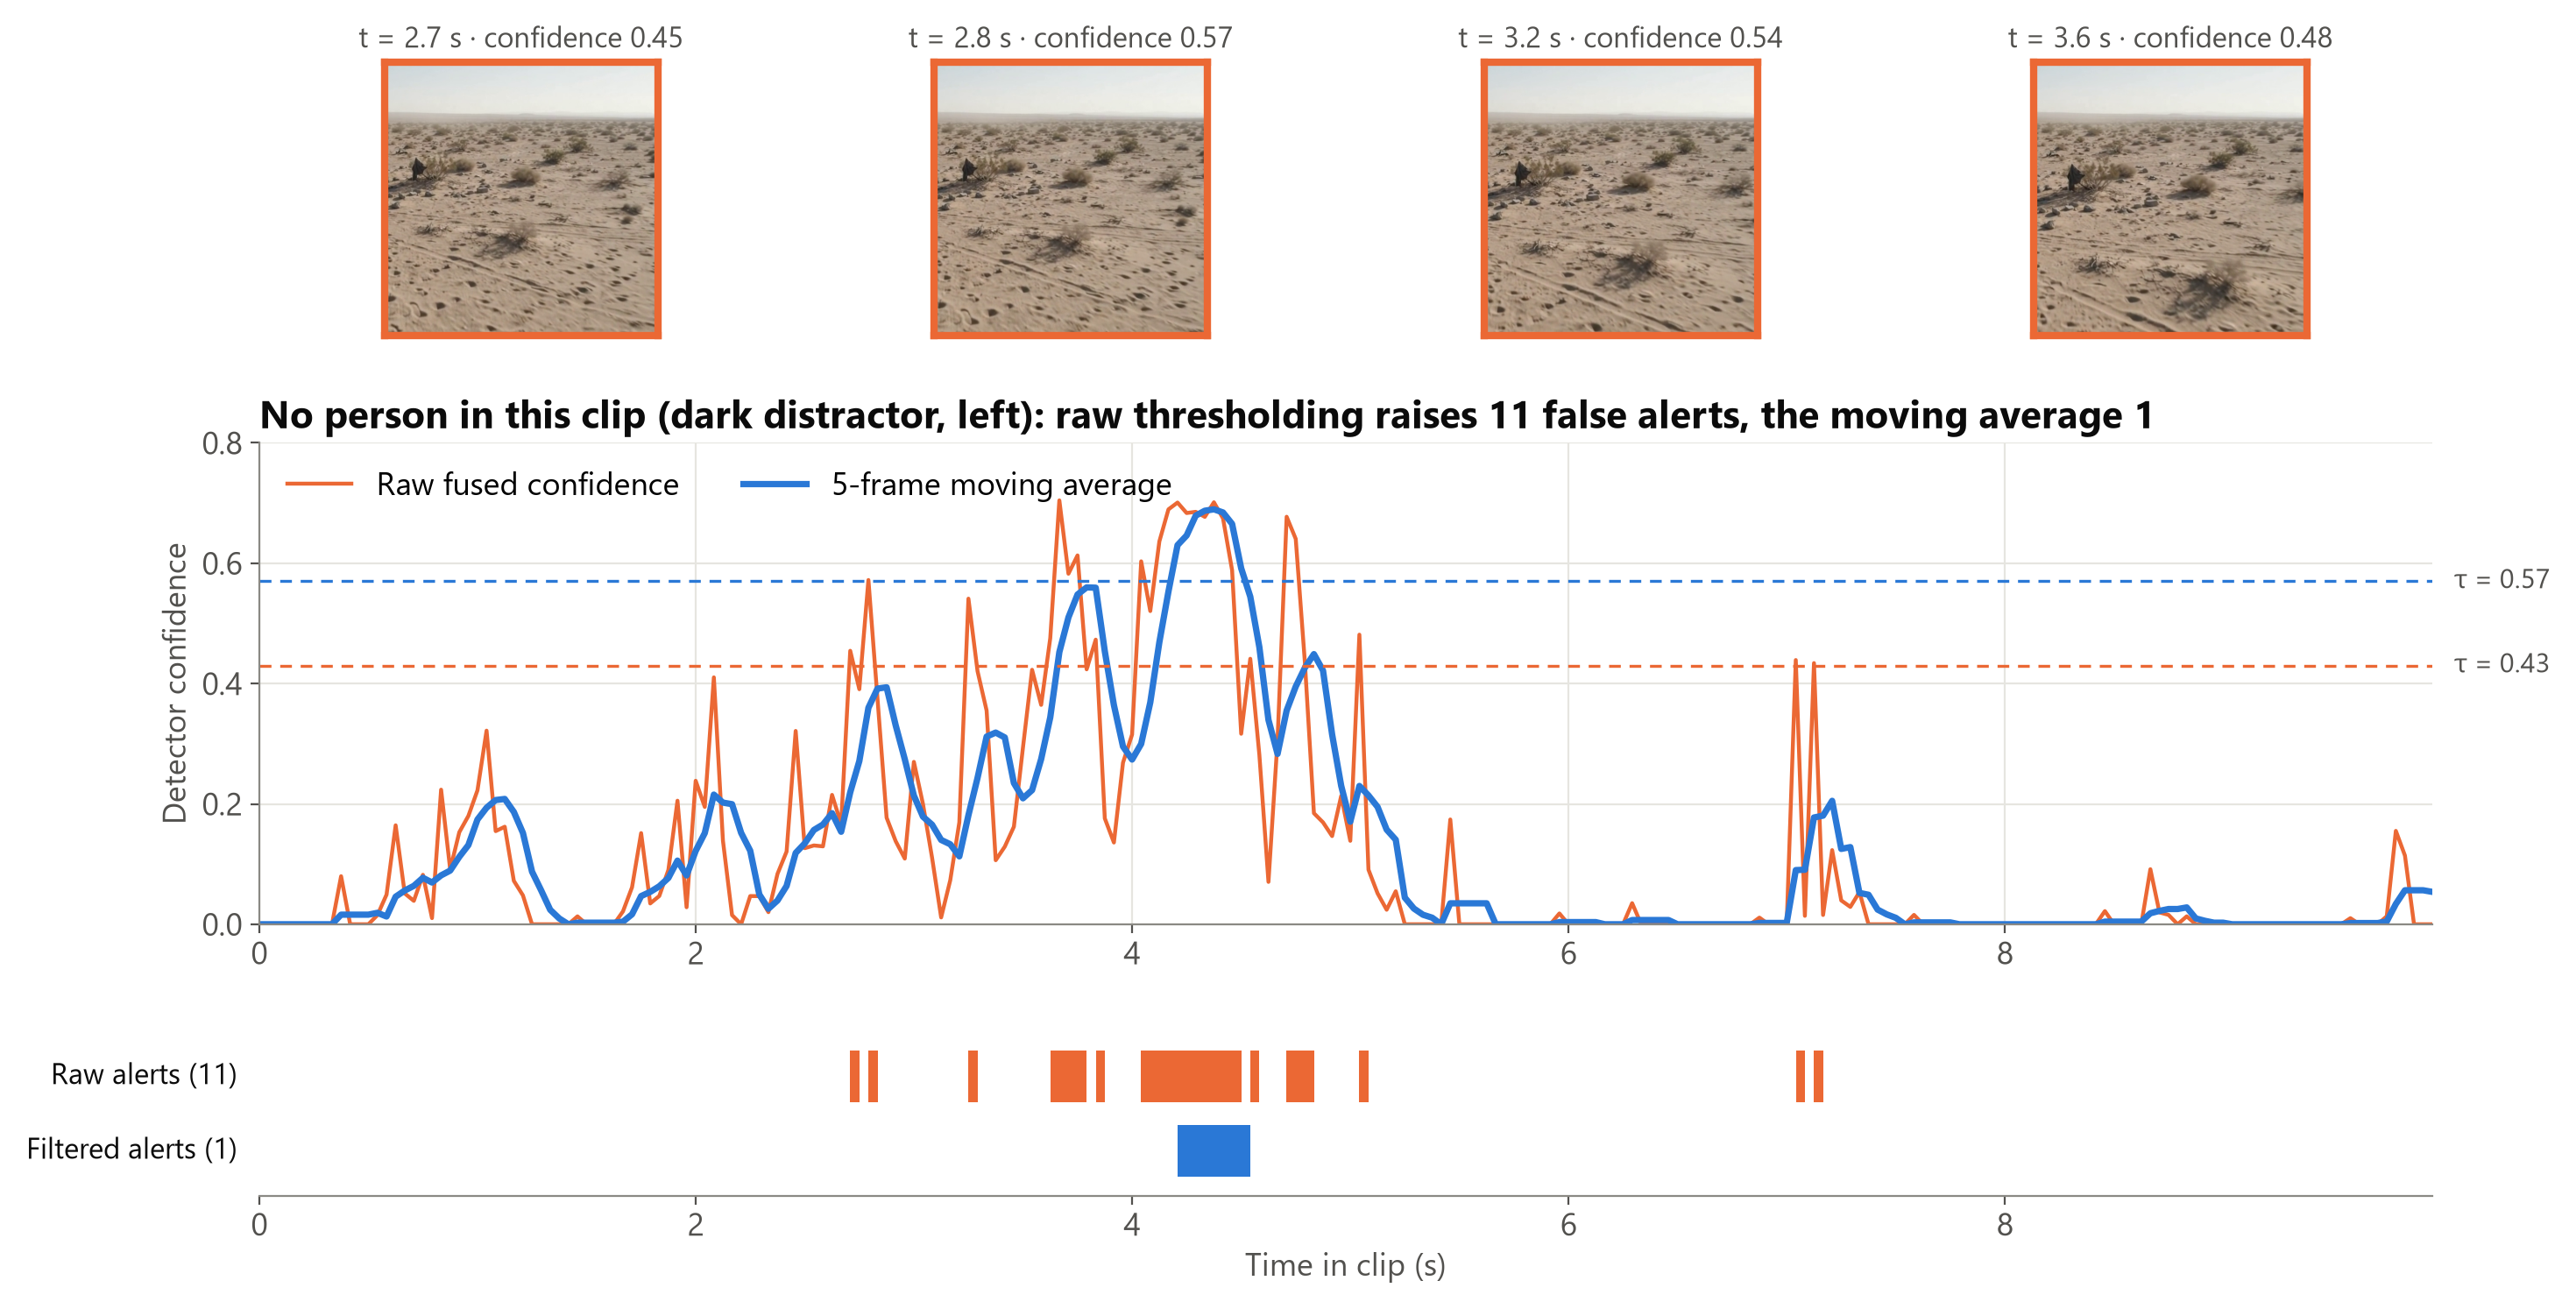 t = 2.7 s · confidence 0.45
t = 2.8 s · confidence 0.57
t = 3.2 s · confidence 0.54
t = 3.6 s · confidence 0.48
No person in this clip (dark distractor, left): raw thresholding raises 11 false alerts, the moving average 1
Raw fused confidence
5-frame moving average
Detector confidence
0.8
0.6
0.4
0.2
0.0
τ = 0.57
τ = 0.43
0 2 4 6 8
Raw alerts (11)
Filtered alerts (1)
0 2 4 6 8
Time in clip (s)